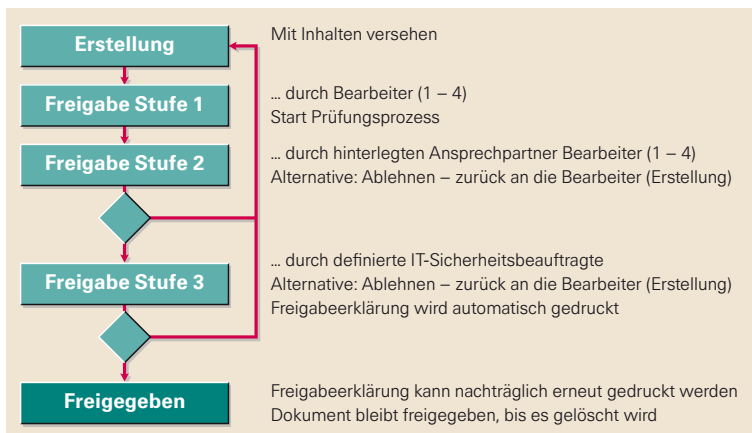 Erstellung
Mit Inhalten versehen
Freigabe Stufe 1
... durch Bearbeiter (1 – 4)
Start Prüfungsprozess
Freigabe Stufe 2
... durch hinterlegten Ansprechpartner Bearbeiter (1 – 4)
Alternative: Ablehnen – zurück an die Bearbeiter (Erstellung)
Freigabe Stufe 3
... durch definierte IT-Sicherheitsbeauftragte
Alternative: Ablehnen – zurück an die Bearbeiter (Erstellung)
Freigabeerklärung wird automatisch gedruckt
Freigegeben
Freigabeerklärung kann nachträglich erneut gedruckt werden
Dokument bleibt freigegeben, bis es gelöscht wird